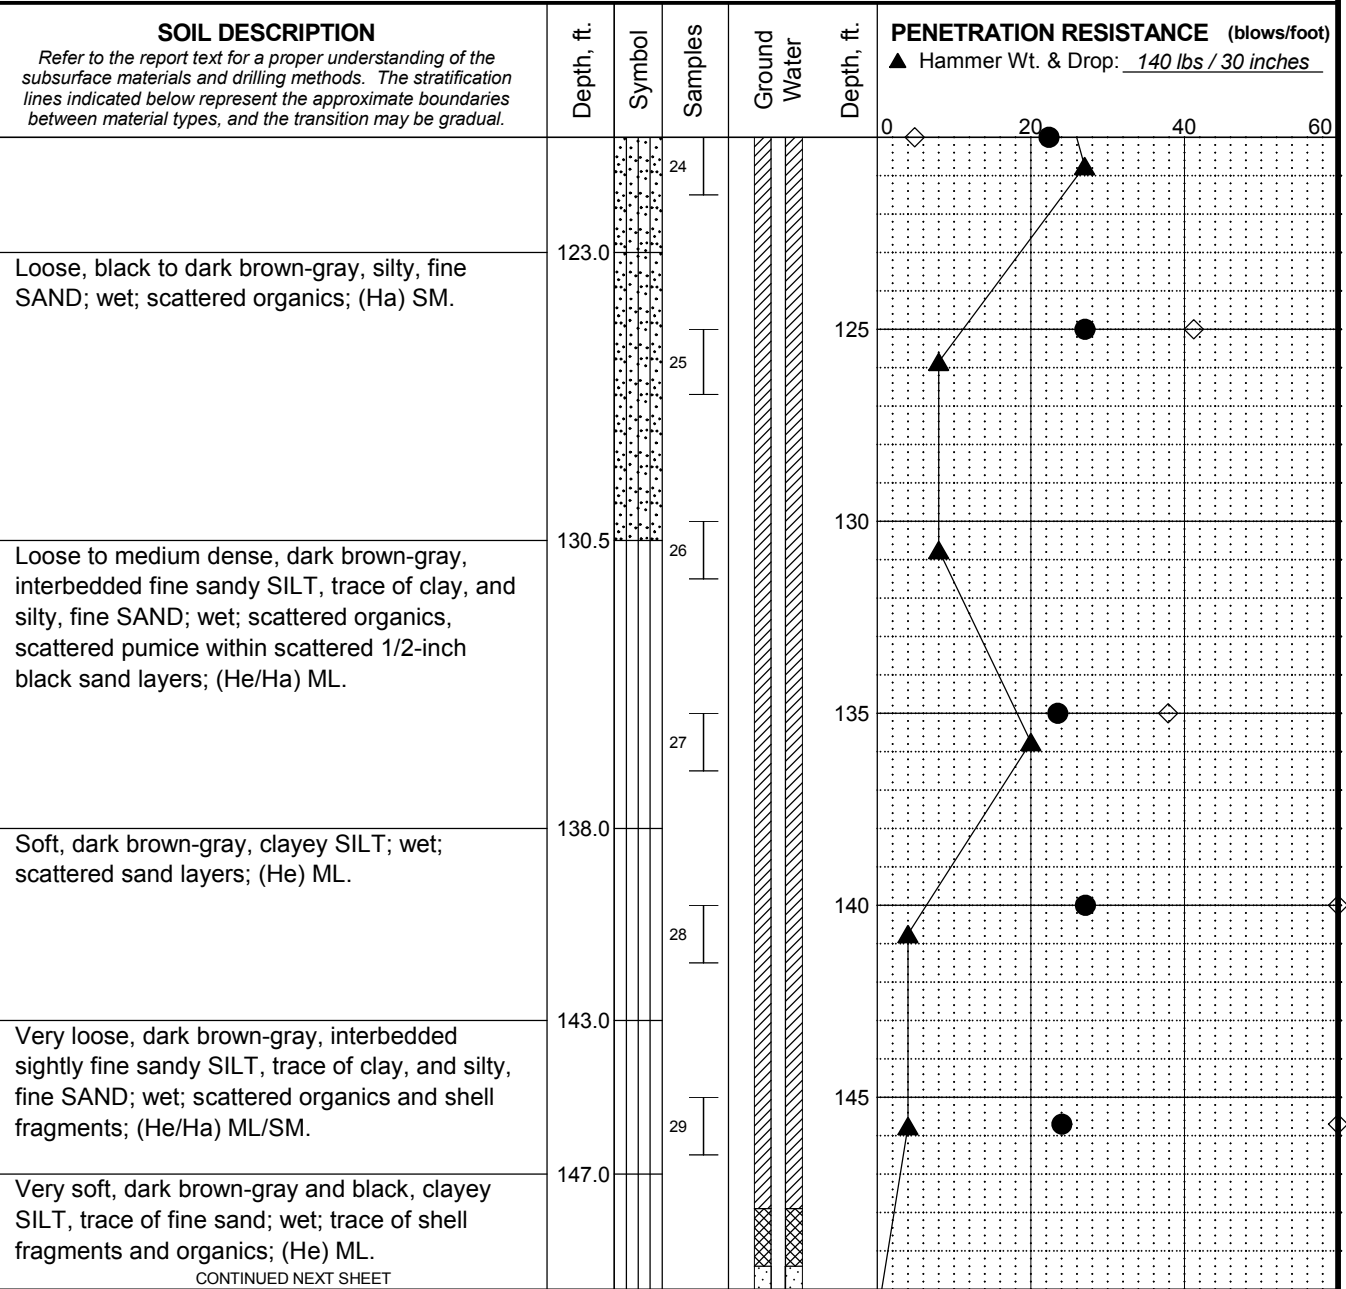 SOIL DESCRIPTION
Refer to the report text for a proper understanding of the
subsurface materials and drilling methods. The stratification
lines indicated below represent the approximate boundaries
between material types, and the transition may be gradual.
Depth, ft.
Symbol
Samples
Ground
Water
Depth, ft.
PENETRATION RESISTANCE (blows/foot)
▲ Hammer Wt. & Drop: 140 lbs / 30 inches
0 20 40 60
24
123.0
Loose, black to dark brown-gray, silty, fine
SAND; wet; scattered organics; (Ha) SM.
125
25
130
130.5
26
Loose to medium dense, dark brown-gray,
interbedded fine sandy SILT, trace of clay, and
silty, fine SAND; wet; scattered organics,
scattered pumice within scattered 1/2-inch
black sand layers; (He/Ha) ML.
135
27
138.0
Soft, dark brown-gray, clayey SILT; wet;
scattered sand layers; (He) ML.
140
28
143.0
Very loose, dark brown-gray, interbedded
sightly fine sandy SILT, trace of clay, and silty,
fine SAND; wet; scattered organics and shell
fragments; (He/Ha) ML/SM.
145
29
147.0
Very soft, dark brown-gray and black, clayey
SILT, trace of fine sand; wet; trace of shell
fragments and organics; (He) ML.
CONTINUED NEXT SHEET